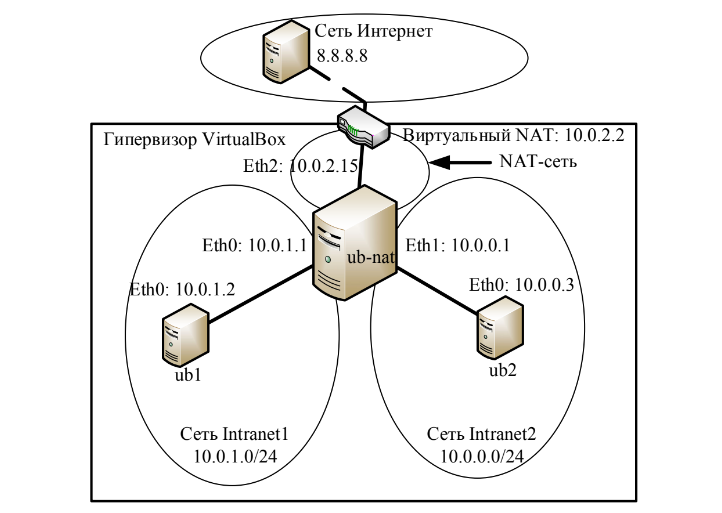 Сеть Интернет
8.8.8.8
Гипервизор VirtualBox
Виртуальный NAT: 10.0.2.2
Eth2: 10.0.2.15
NAT-сеть
Eth0: 10.0.1.1
ub-nat
Eth1: 10.0.0.1
Eth0: 10.0.1.2
Eth0: 10.0.0.3
ub1
ub2
Сеть Intranet1
10.0.1.0/24
Сеть Intranet2
10.0.0.0/24